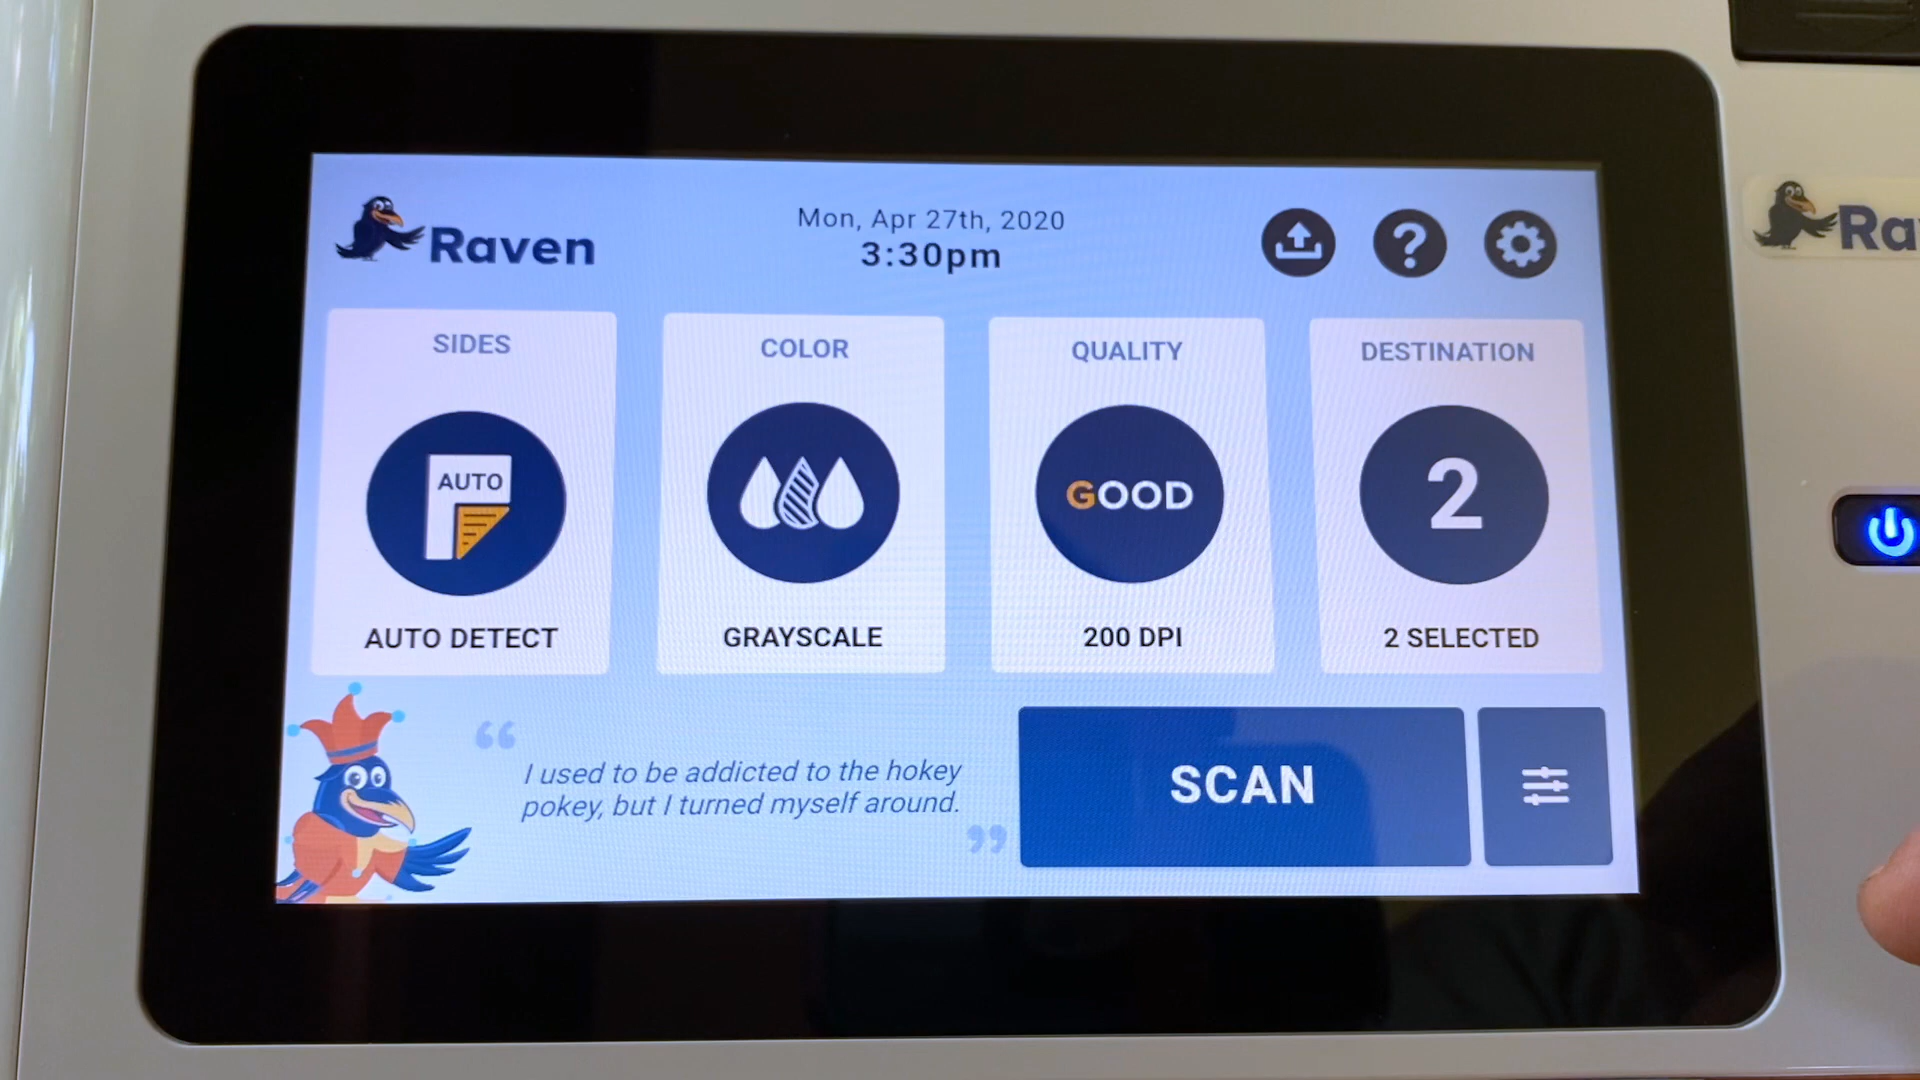 Raven
Mon, Apr 27th, 2020
3:30pm
SIDES
COLOR
QUALITY
DESTINATION
AUTO
GOOD
2
AUTO DETECT
GRAYSCALE
200 DPI
2 SELECTED
“
I used to be addicted to the hokey
pokey, but I turned myself around.
”
SCAN